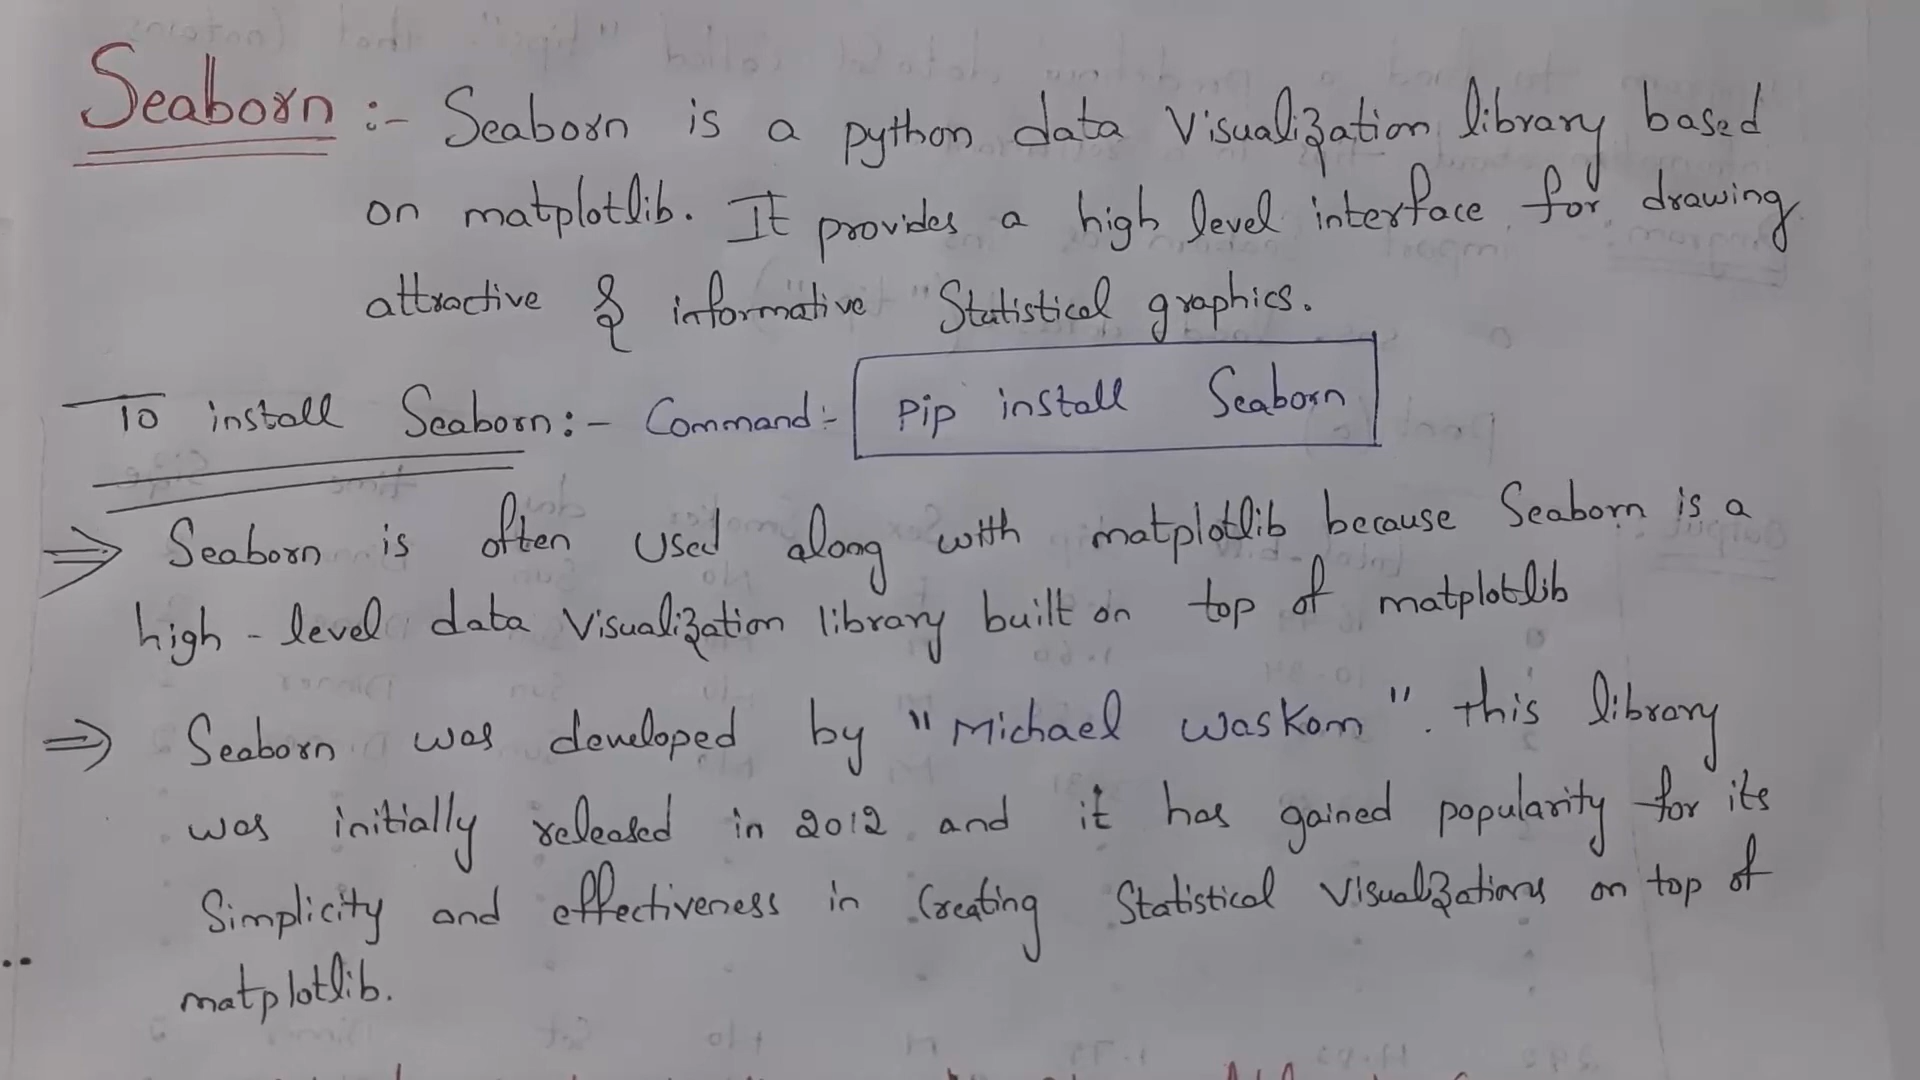 Seaborn :- Seaborn is a python data Visualization library based
on matplotlib. It provides a high level interface for drawing
attractive & informative Statistical graphics.
To install Seaborn:- Command:- Pip install Seaborn
⇒ Seaborn is often used along with matplotlib because Seaborn is a
high-level data Visualization library built on top of matplotlib
⇒ Seaborn was developed by "Michael Waskom". this library
was initially released in 2012 and it has gained popularity for its
Simplicity and effectiveness in Creating Statistical Visualizations on top of
matplotlib.